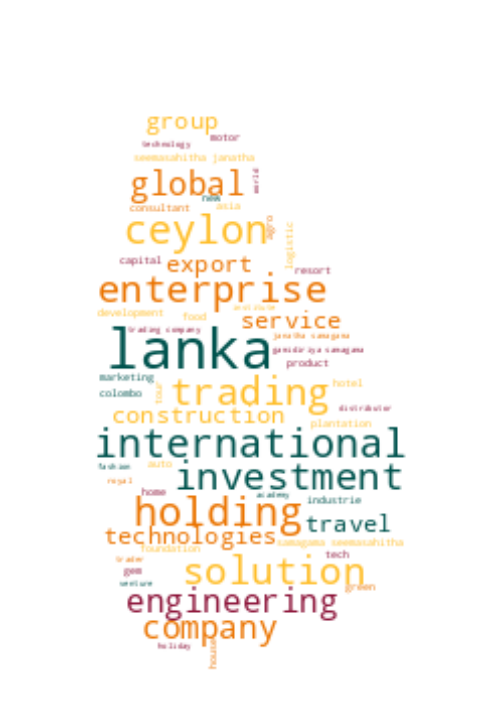 group
motor
technology
seemasahitha janatha
world
global
new
consultant
asia
agro
ceylon
logistic
capital
export
resort
enterprise
institute
development
food
service
trading company
janatha samagama
lanka
gamidiriya samagama
product
marketing
tour
trading
hotel
colombo
distributor
construction
plantation
international
fashion
auto
investment
royal
home
academy
industrie
holding
travel
technologies
samagama seemasahitha
foundation
tech
trader
gem
solution
venture
green
engineering
company
holiday
house